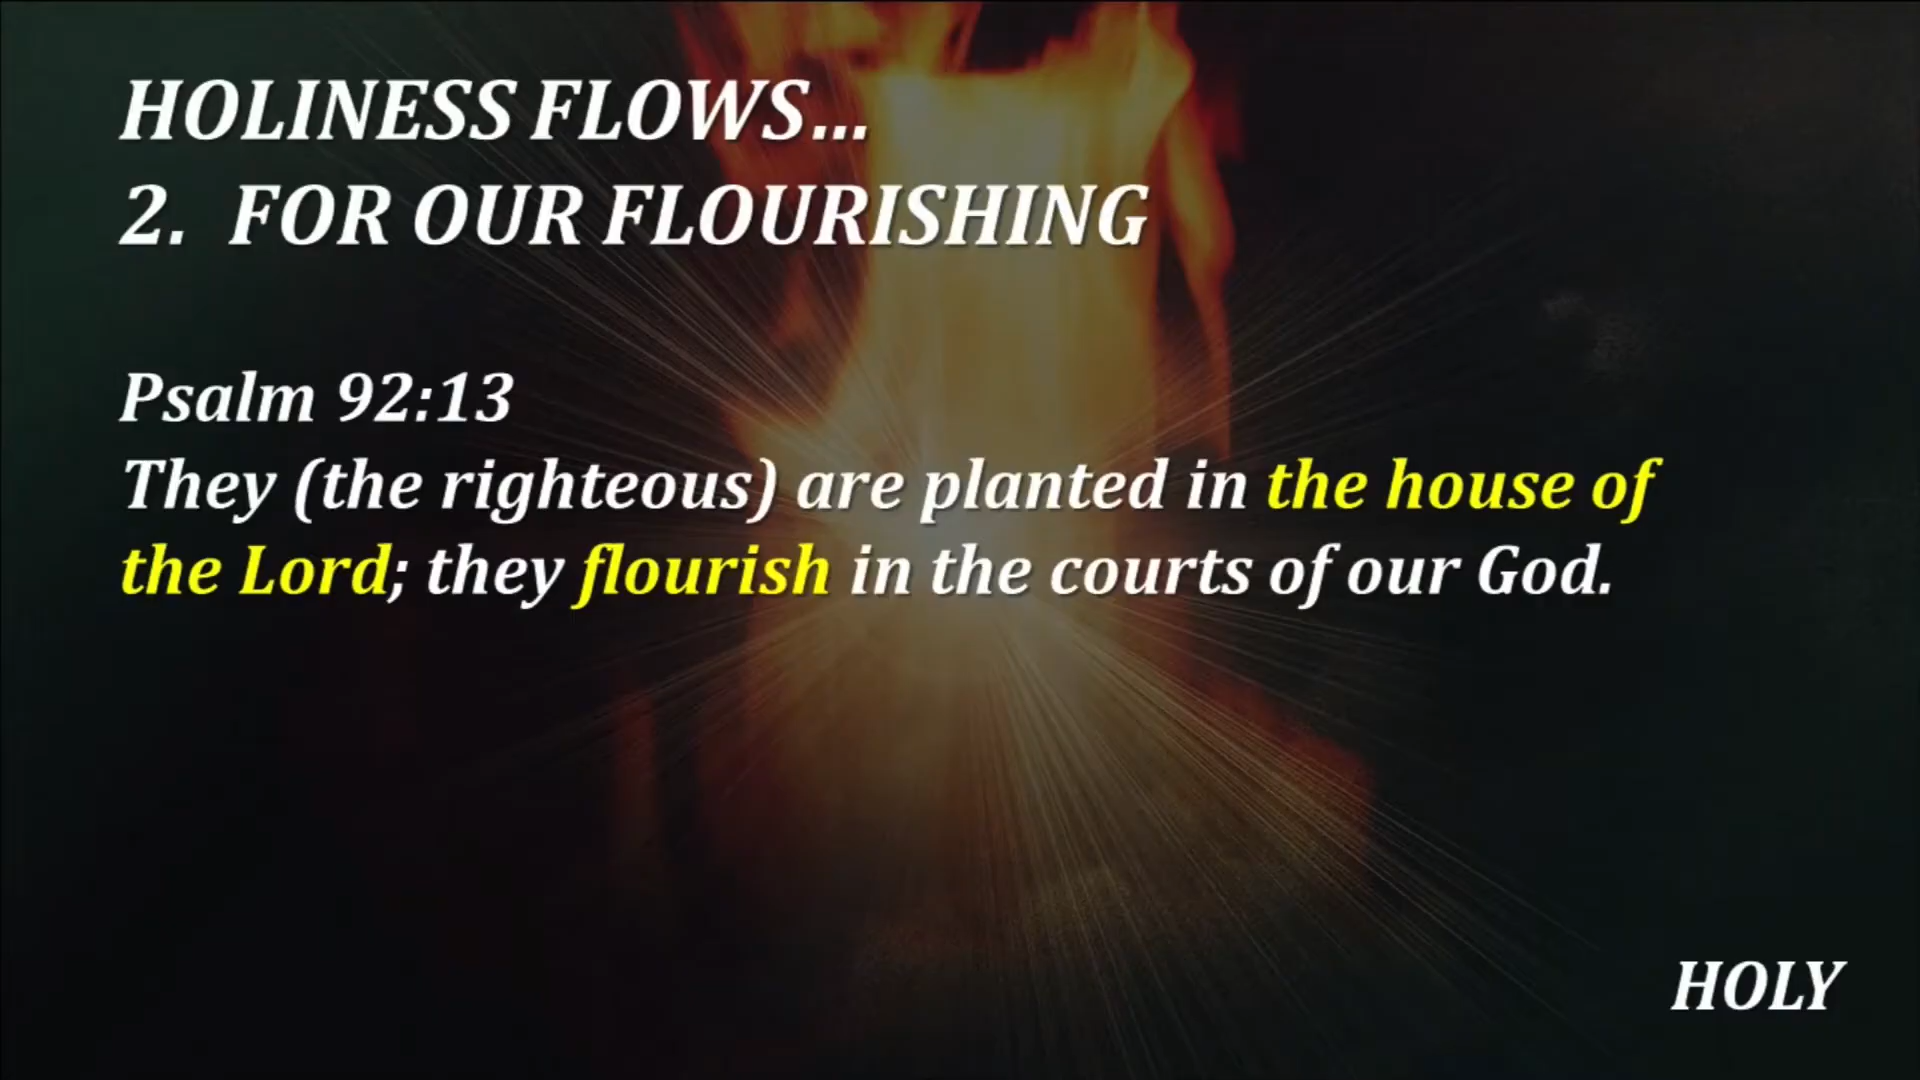 HOLINESS FLOWS...
2. FOR OUR FLOURISHING
Psalm 92:13
They (the righteous) are planted in the house of
the Lord; they flourish in the courts of our God.
HOLY